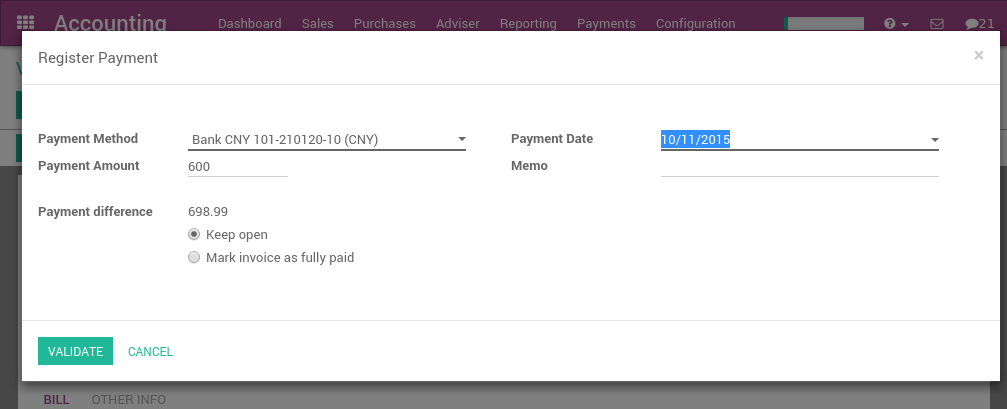 Accounting Dashboard Sales Purchases Adviser Reporting Payments Configuration 21
Register Payment ×
Payment Method Bank CNY 101-210120-10 (CNY) Payment Date 10/11/2015
Payment Amount 600 Memo
Payment difference 698.99
Keep open
Mark invoice as fully paid
VALIDATE CANCEL
BILL OTHER INFO